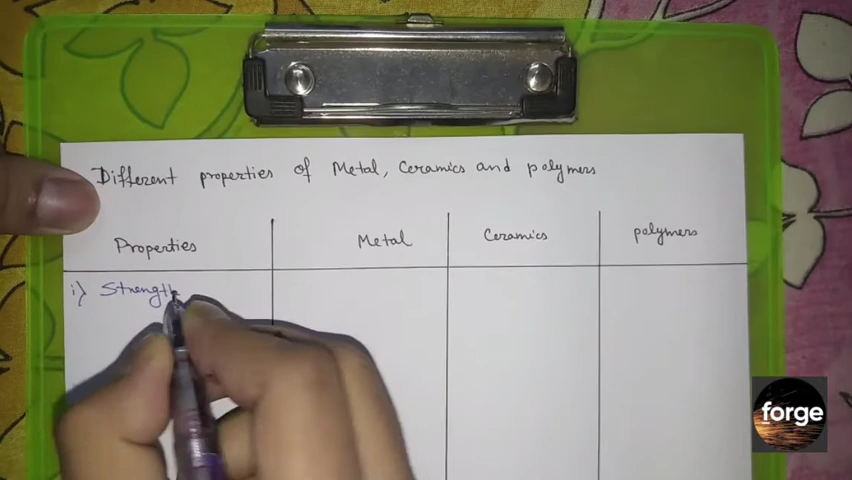 Different properties of Metal, Ceramics and polymers
Properties Metal Ceramics polymers
i) Strength
forge